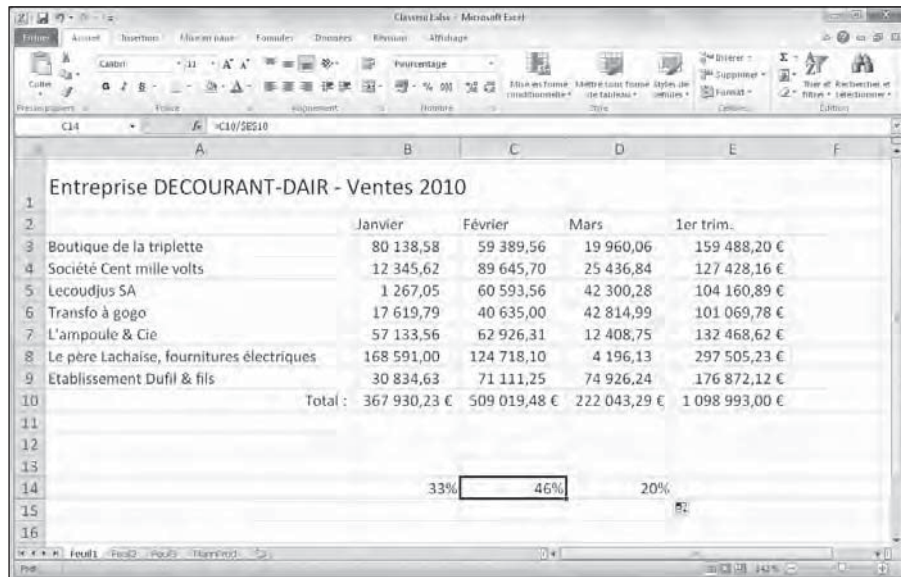 Classeur1.xlsx - Microsoft Excel
Fichier Accueil Insertion Mise en page Formules Données Révision Affichage
Calibri 11 A A Pourcentage Insérer Σ
Coller G I S A % 000 Mise en forme conditionnelle Mettre sous forme de tableau Styles de cellules Supprimer Format Trier et filtrer Rechercher et sélectionner
Presse-papiers Police Alignement Nombre Style Cellules Édition
C14 fx =C10/$E$10
A B C D E F
1 Entreprise DECOURANT-DAIR - Ventes 2010
2 Janvier Février Mars 1er trim.
3 Boutique de la triplette 80 138,58 59 389,56 19 960,06 159 488,20 €
4 Société Cent mille volts 12 345,62 89 645,70 25 436,84 127 428,16 €
5 Lecoudjus SA 1 267,05 60 593,56 42 300,28 104 160,89 €
6 Transfo à gogo 17 619,79 40 635,00 42 814,99 101 069,78 €
7 L'ampoule & Cie 57 133,56 62 926,31 12 408,75 132 468,62 €
8 Le père Lachaise, fournitures électriques 168 591,00 124 718,10 4 196,13 297 505,23 €
9 Etablissement Dufil & fils 30 834,63 71 111,25 74 926,24 176 872,12 €
10 Total : 367 930,23 € 509 019,48 € 222 043,29 € 1 098 993,00 €
11
12
13
14 33% 46% 20%
15
16
Feuil1 Feuil2 Feuil3
Prêt